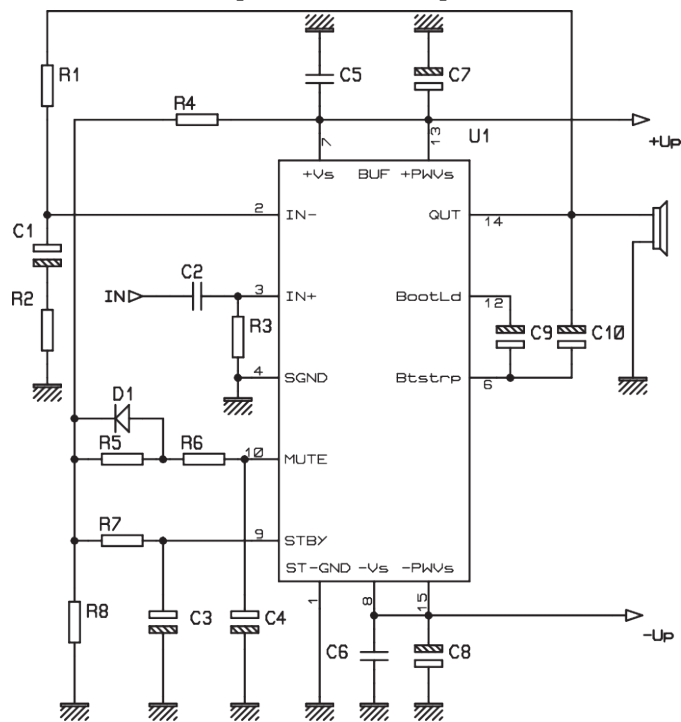 R1
C5
C7
R4
7
13
U1
+Up
+Vs BUF +PWVs
2 IN-
OUT 14
C1
C2
IN
3 IN+
BootLd 12
R2
R3
C9
C10
4 SGND
Btstrp 6
D1
R5
R6
10 MUTE
R7
9 STBY
ST-GND -Vs -PWVs
1
8
15
R8
C3
C4
C6
C8
-Up